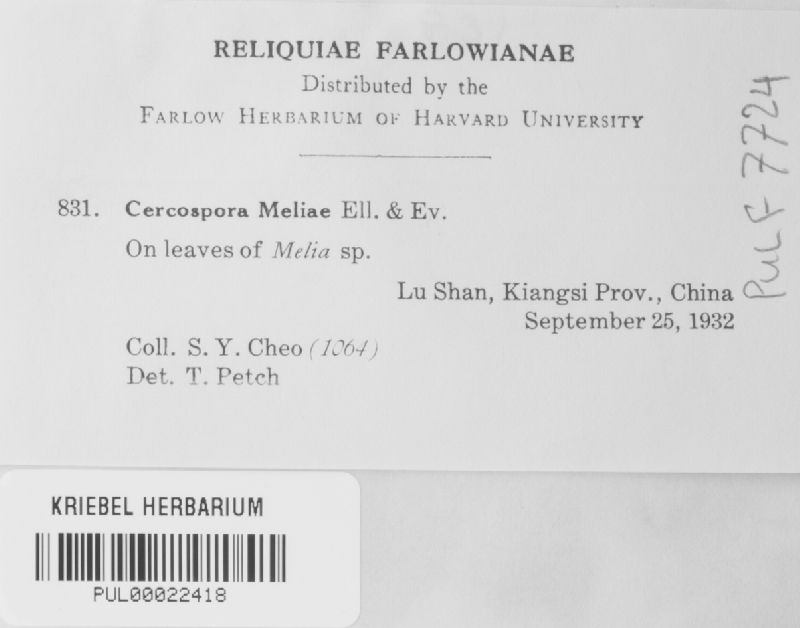 RELIQUIAE FARLOWIANAE
Distributed by the
FARLOW HERBARIUM OF HARVARD UNIVERSITY
831. Cercospora Meliae Ell. & Ev.
On leaves of Melia sp.
Lu Shan, Kiangsi Prov., China
September 25, 1932
Coll. S. Y. Cheo (1064)
Det. T. Petch
PUL F 7724
KRIEBEL HERBARIUM
PUL00022418